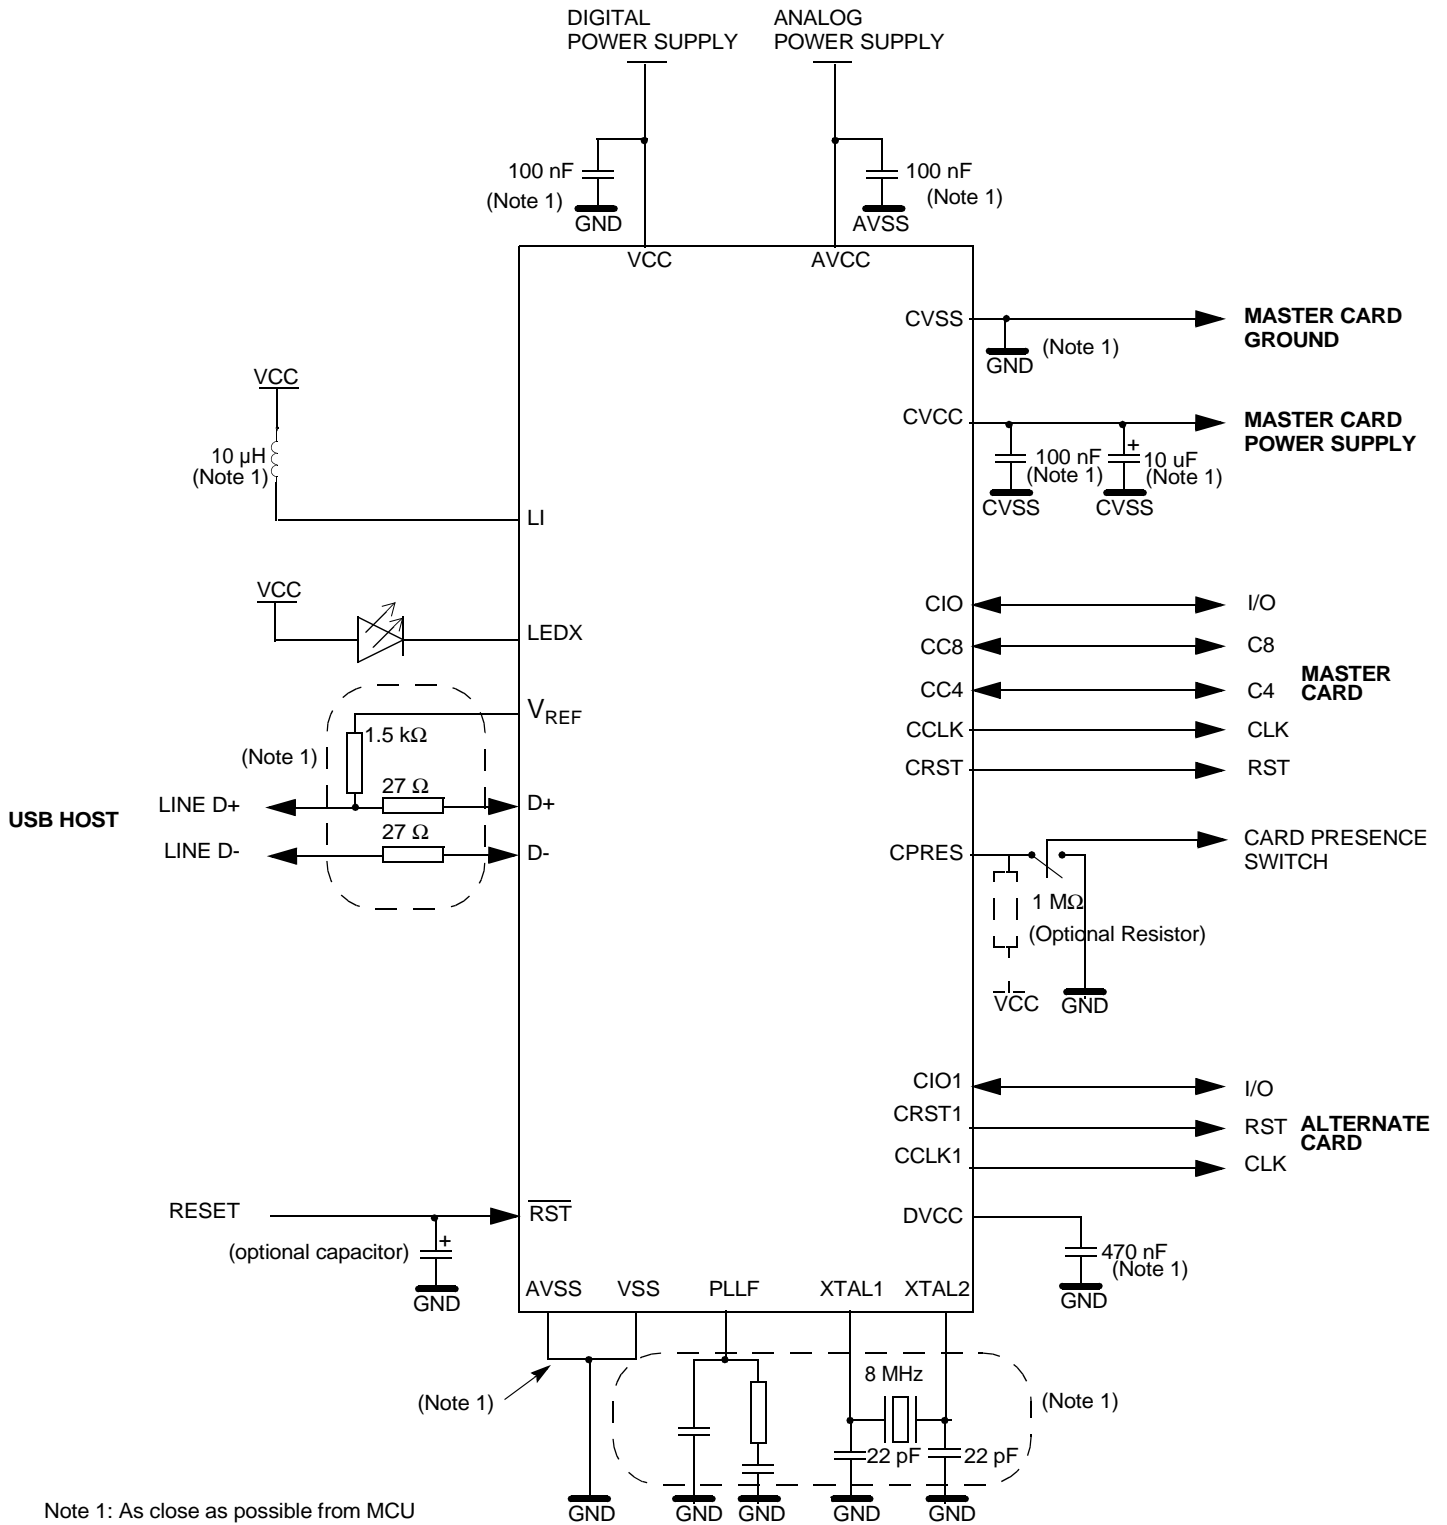 DIGITAL
POWER SUPPLY
ANALOG
POWER SUPPLY
100 nF
(Note 1)
GND
100 nF
(Note 1)
AVSS
VCC
AVCC
CVSS
GND
(Note 1)
MASTER CARD
GROUND
VCC
10 µH
(Note 1)
LI
CVCC
100 nF
(Note 1)
CVSS
+
10 uF
(Note 1)
CVSS
MASTER CARD
POWER SUPPLY
VCC
LEDX
CIO
I/O
CC8
C8
CC4
C4
MASTER
CARD
CCLK
CLK
CRST
RST
VREF
1.5 kΩ
(Note 1)
27 Ω
LINE D+
D+
USB HOST
27 Ω
LINE D-
D-
CPRES
CARD PRESENCE
SWITCH
1 MΩ
(Optional Resistor)
VCC
GND
CIO1
I/O
CRST1
RST
ALTERNATE
CARD
CCLK1
CLK
RESET
RST
(optional capacitor)
+
GND
DVCC
470 nF
(Note 1)
GND
AVSS
VSS
PLLF
XTAL1
XTAL2
(Note 1)
8 MHz
(Note 1)
22 pF
22 pF
GND
GND
GND
GND
GND
Note 1: As close as possible from MCU